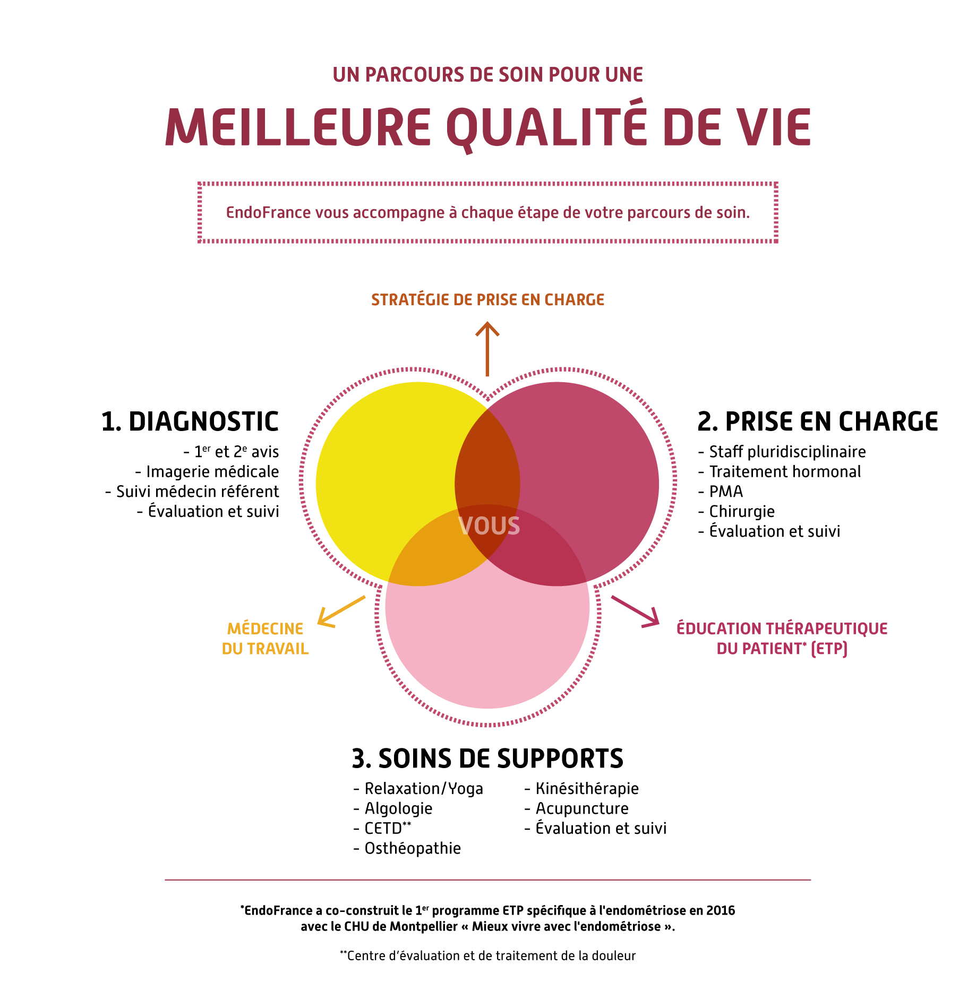 UN PARCOURS DE SOIN POUR UNE
MEILLEURE QUALITÉ DE VIE
EndoFrance vous accompagne à chaque étape de votre parcours de soin.
STRATÉGIE DE PRISE EN CHARGE
1. DIAGNOSTIC
- 1er et 2e avis
- Imagerie médicale
- Suivi médecin référent
- Évaluation et suivi
2. PRISE EN CHARGE
- Staff pluridisciplinaire
- Traitement hormonal
- PMA
- Chirurgie
- Évaluation et suivi
VOUS
MÉDECINE
DU TRAVAIL
ÉDUCATION THÉRAPEUTIQUE
DU PATIENT* (ETP)
3. SOINS DE SUPPORTS
- Relaxation/Yoga
- Algologie
- CETD**
- Osthéopathie
- Kinésithérapie
- Acupuncture
- Évaluation et suivi
*EndoFrance a co-construit le 1er programme ETP spécifique à l'endométriose en 2016
avec le CHU de Montpellier « Mieux vivre avec l'endométriose ».
**Centre d’évaluation et de traitement de la douleur